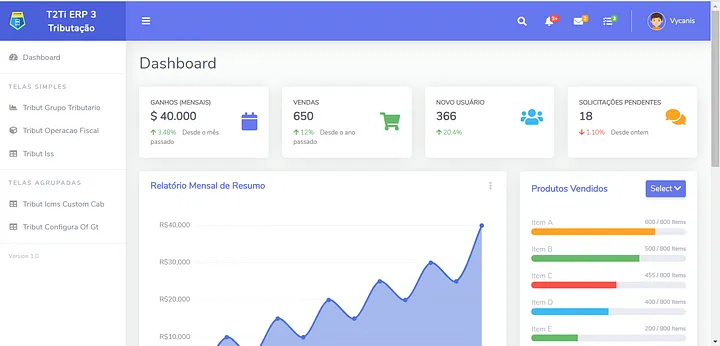 T2Ti ERP 3
Tributação
3+
2
3
Vycanis
Dashboard
TELAS SIMPLES
Tribut Grupo Tributario
Tribut Operacao Fiscal
Tribut Iss
TELAS AGRUPADAS
Tribut Icms Custom Cab
Tribut Configura Of Gt
Version 1.0
Dashboard
GANHOS (MENSAIS)
$ 40.000
3.48% Desde o mês
passado
VENDAS
650
12% Desde o ano
passado
NOVO USUÁRIO
366
20.4%
SOLICITAÇÕES PENDENTES
18
1.10% Desde ontem
Relatório Mensal de Resumo
R$40,000
R$30,000
R$20,000
R$10,000
Produtos Vendidos
Select
Item A 600 / 800 Items
Item B 500 / 800 Items
Item C 455 / 800 Items
Item D 400 / 800 Items
Item E 200 / 800 Items